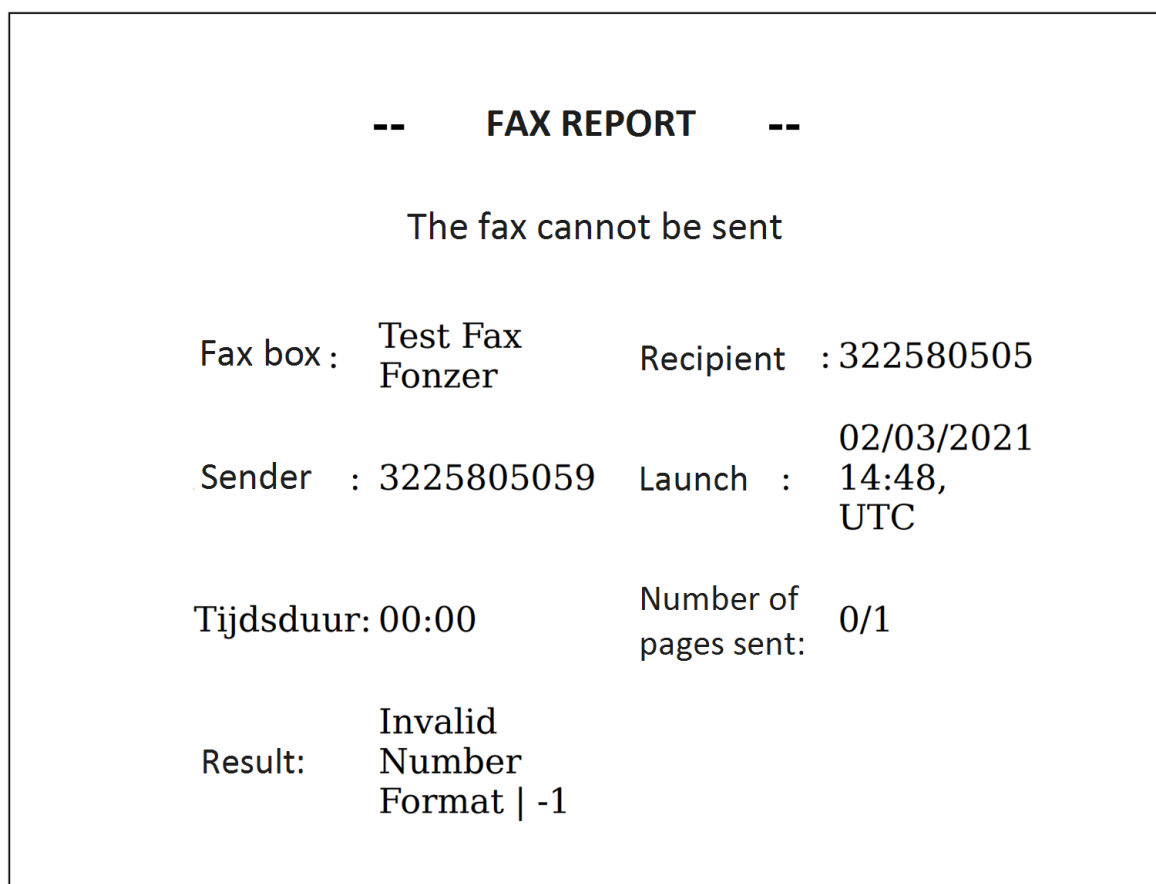 -- FAX REPORT --
The fax cannot be sent
Fax box : Test Fax Fonzer Recipient : 322580505
Sender : 3225805059 Launch : 02/03/2021 14:48, UTC
Tijdsduur: 00:00 Number of pages sent: 0/1
Result: Invalid Number Format | -1